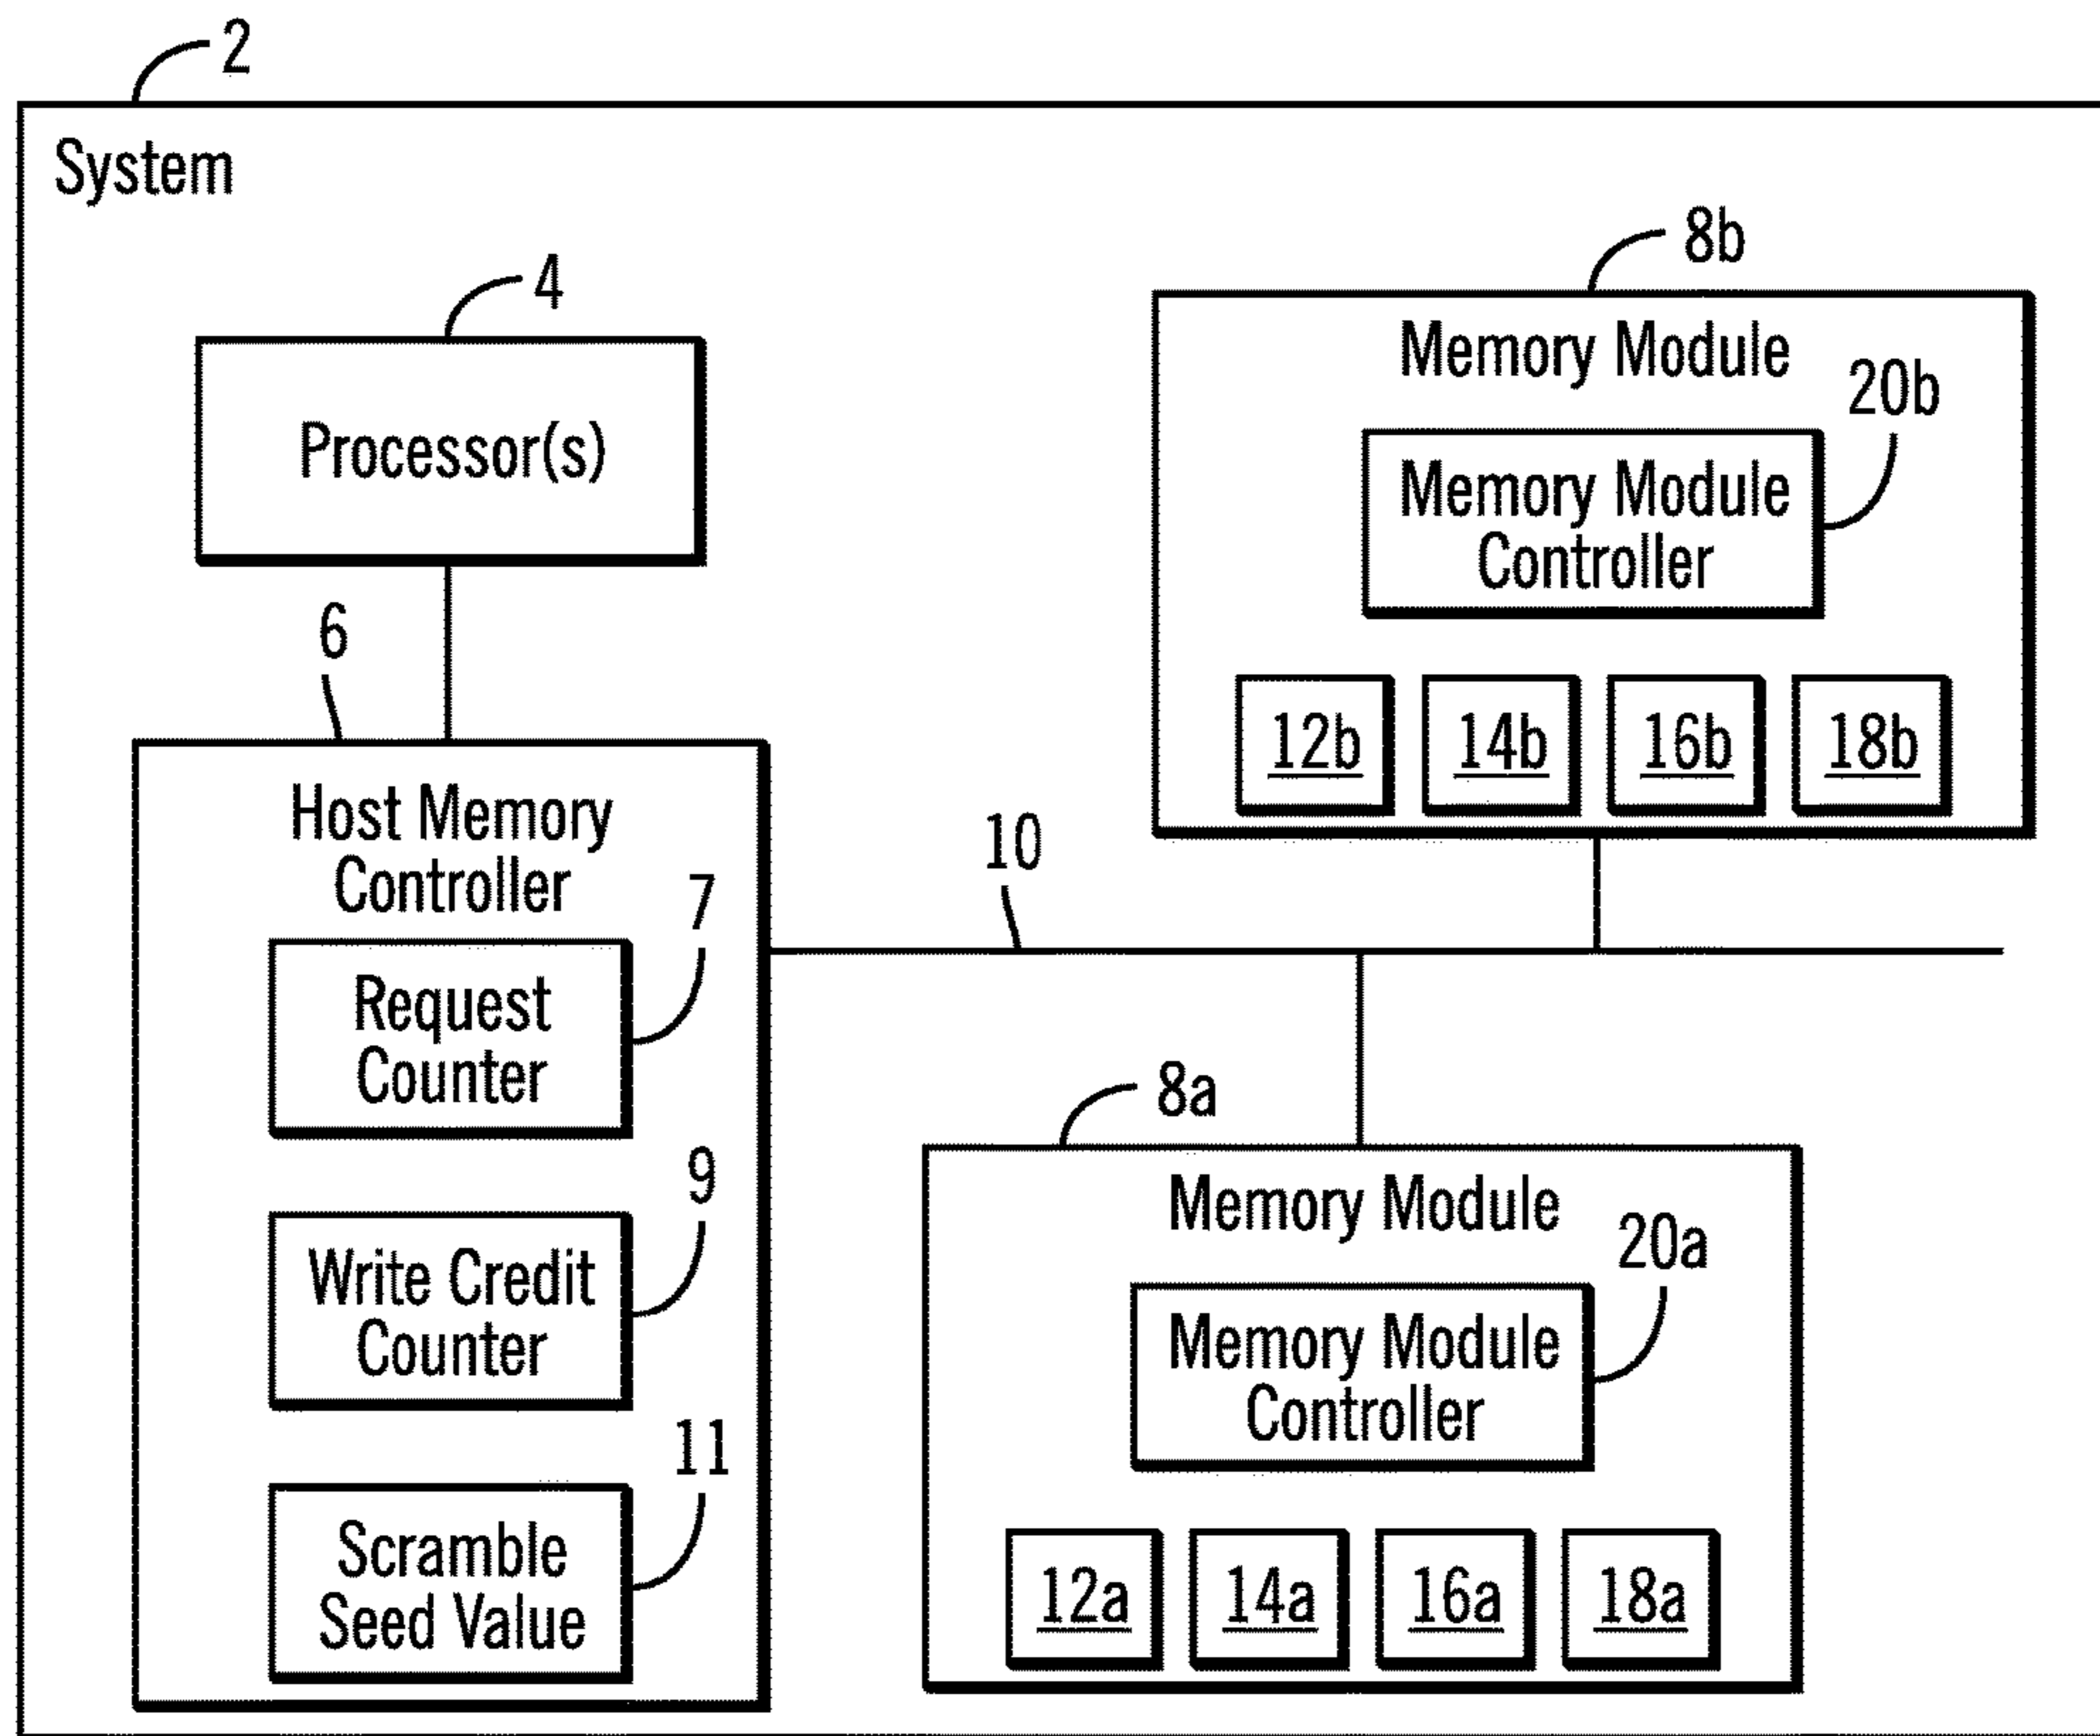 2
System
4
Processor(s)
6
Host Memory
Controller
7
Request
Counter
9
Write Credit
Counter
11
Scramble
Seed Value
10
8b
Memory Module
20b
Memory Module
Controller
12b 14b 16b 18b
8a
Memory Module
20a
Memory Module
Controller
12a 14a 16a 18a